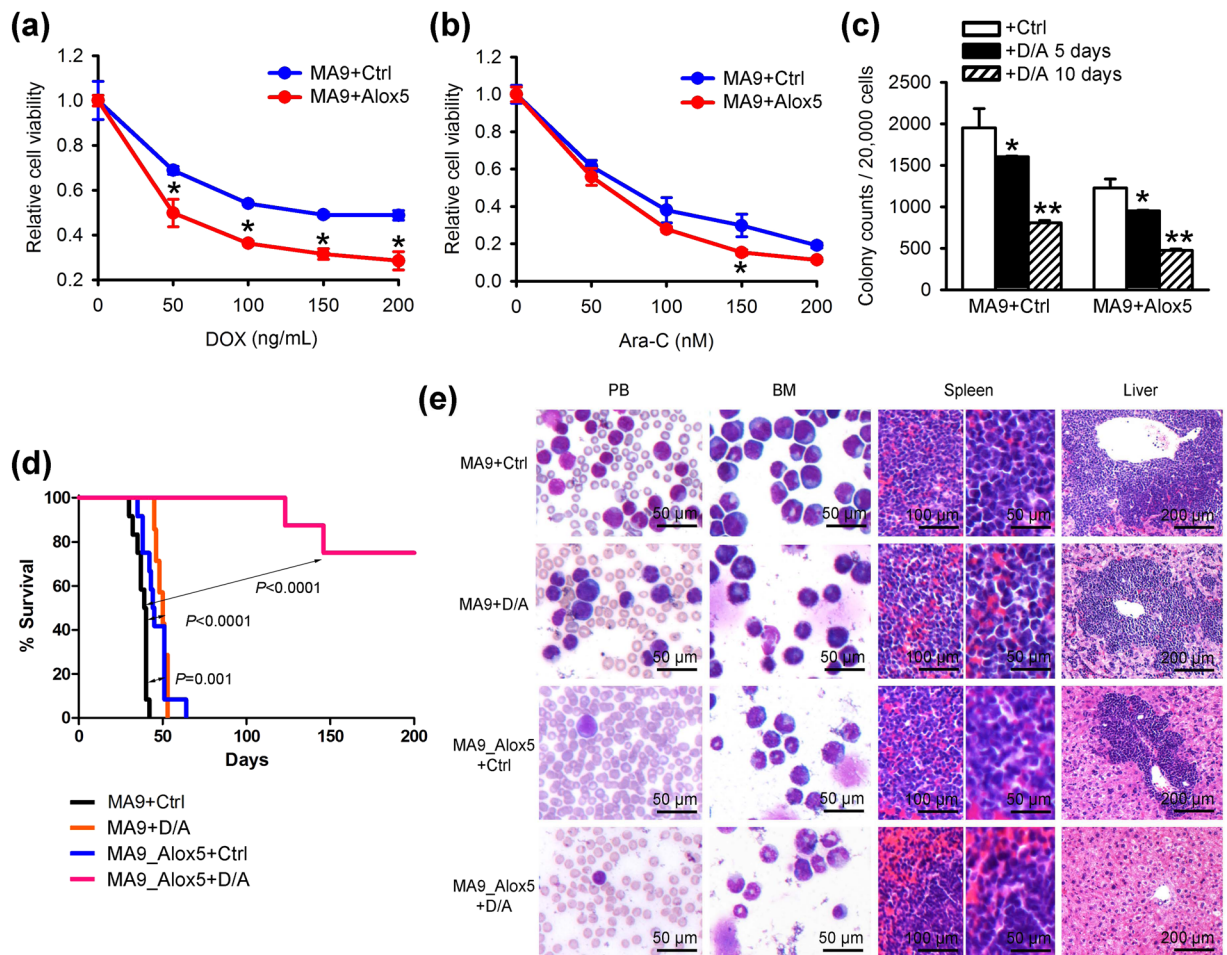 (a)
Relative cell viability
1.0
0.8
0.6
0.4
0.2
0
50
100
150
200
DOX (ng/mL)
MA9+Ctrl
MA9+Alox5
*
*
*
*
(b)
Relative cell viability
1.0
0.8
0.6
0.4
0.2
0.0
0
50
100
150
200
Ara-C (nM)
MA9+Ctrl
MA9+Alox5
*
(c)
+Ctrl
+D/A 5 days
+D/A 10 days
Colony counts / 20,000 cells
2500
2000
1500
1000
500
0
*
**
*
**
MA9+Ctrl
MA9+Alox5
(d)
% Survival
100
80
60
40
20
0
0
50
100
150
200
Days
P<0.0001
P<0.0001
P=0.001
MA9+Ctrl
MA9+D/A
MA9_Alox5+Ctrl
MA9_Alox5+D/A
(e)
PB
BM
Spleen
Liver
MA9+Ctrl
50 µm
50 µm
100 µm
50 µm
200 µm
MA9+D/A
50 µm
50 µm
100 µm
50 µm
200 µm
MA9_Alox5
+Ctrl
50 µm
50 µm
100 µm
50 µm
200 µm
MA9_Alox5
+D/A
50 µm
50 µm
100 µm
50 µm
200 µm